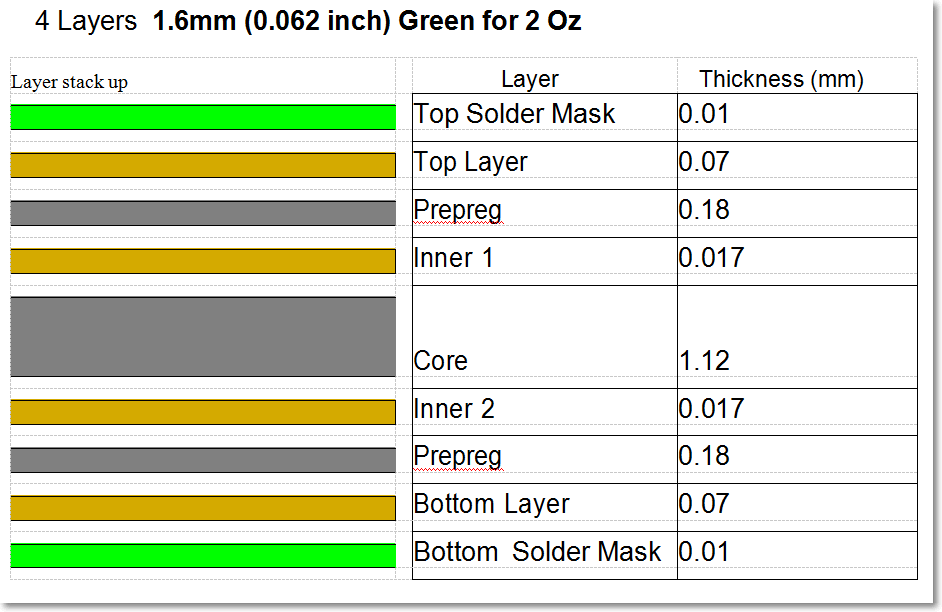 4 Layers 1.6mm (0.062 inch) Green for 2 Oz
Layer stack up Layer Thickness (mm)
Top Solder Mask 0.01
Top Layer 0.07
Prepreg 0.18
Inner 1 0.017
Core 1.12
Inner 2 0.017
Prepreg 0.18
Bottom Layer 0.07
Bottom Solder Mask 0.01